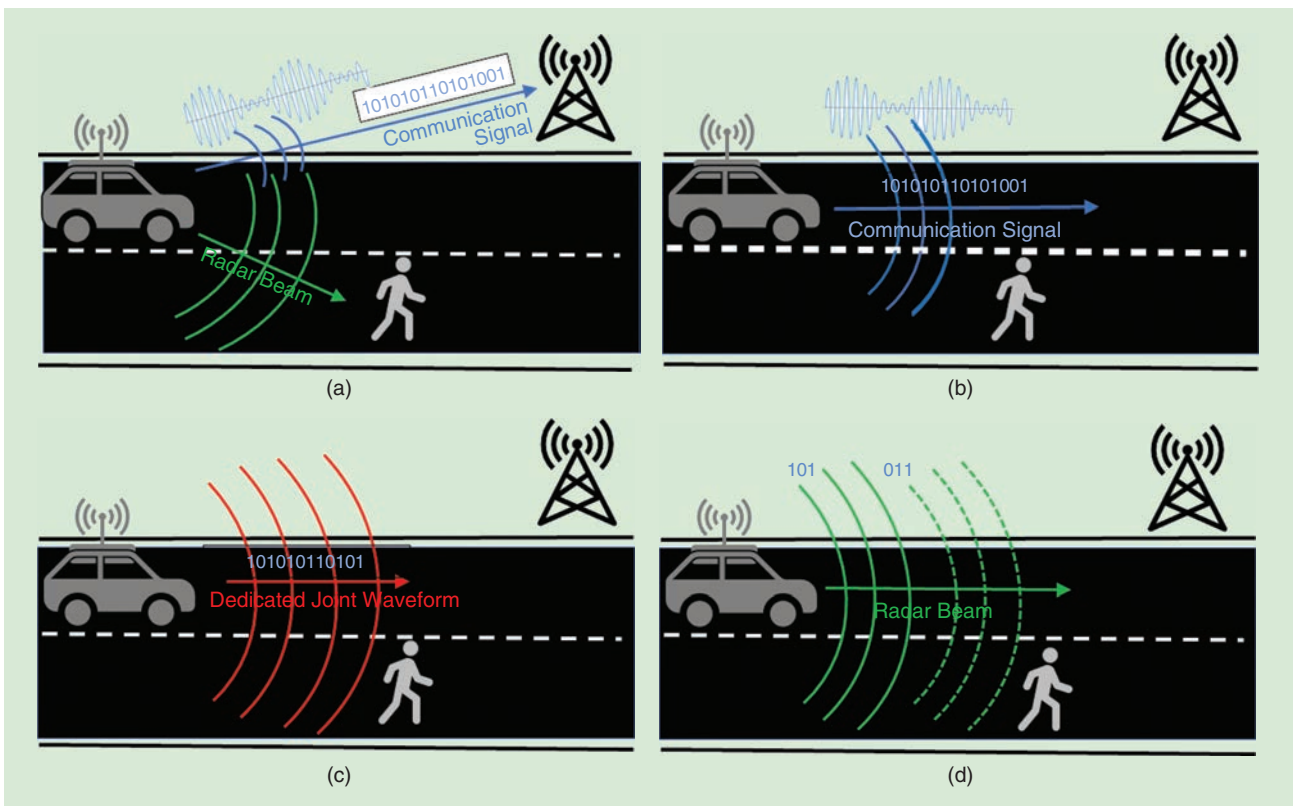 101010110101001
Communication
Signal
Radar Beam
(a)
101010110101001
Communication Signal
(b)
101010110101
Dedicated Joint Waveform
(c)
101
011
Radar Beam
(d)